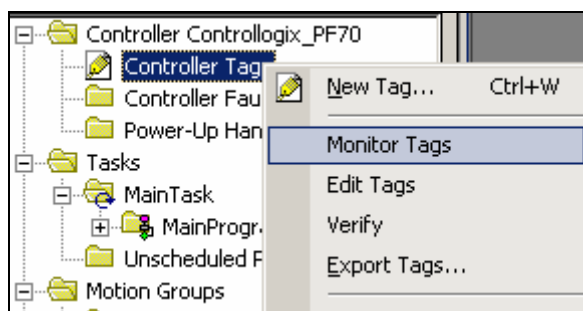 Controller Controllogix_PF70
Controller Tag
New Tag... Ctrl+W
Controller Fau
Power-Up Han
Monitor Tags
Tasks
Edit Tags
MainTask
Verify
MainProgr
Unscheduled P
Export Tags...
Motion Groups